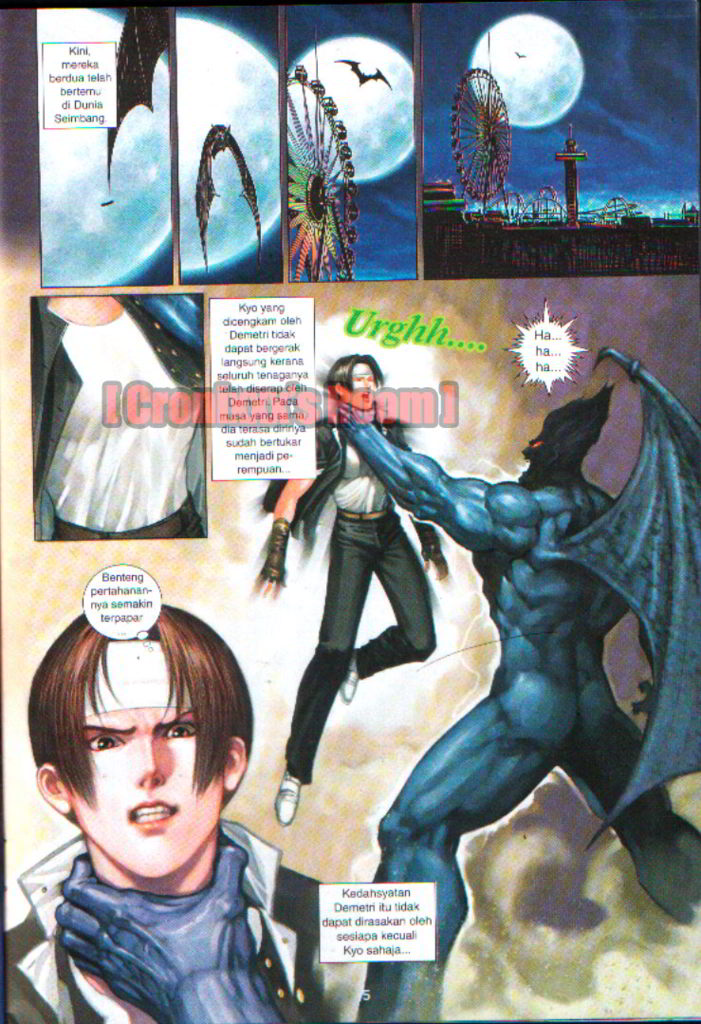 Kini,
mereka
berdua telah
bertemu
di Dunia
Seimbang.
Kyo yang
dicengkam oleh
Demetri tidak
dapat bergerak
langsung kerana
seluruh tenaganya
telah diserap oleh
Demetri. Pada
masa yang sama
dia terasa dirinya
sudah bertukar
menjadi pe-
rempuan...
Urghh....
Ha...
ha...
ha...
Benteng
pertahanan-
nya semakin
terpapar
Kedahsyatan
Demetri itu tidak
dapat dirasakan oleh
sesiapa kecuali
Kyo sahaja...
5